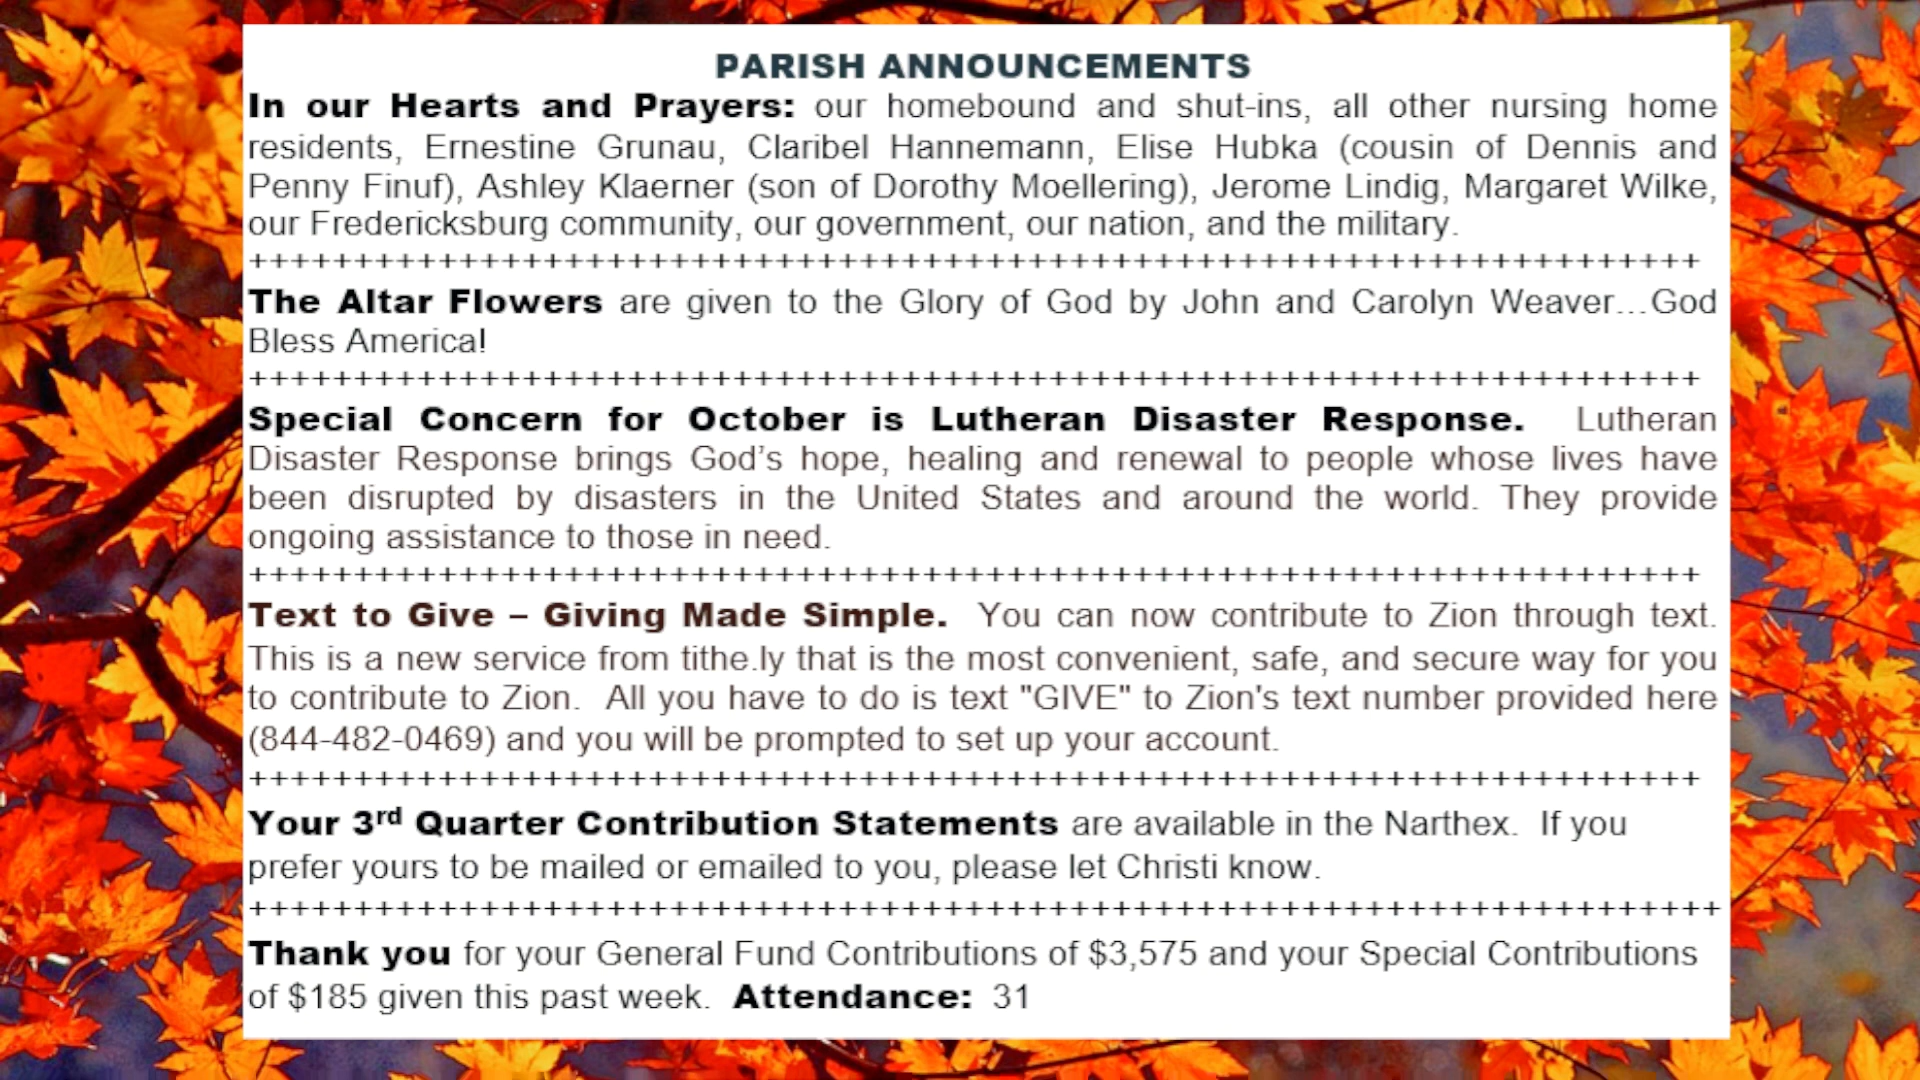 PARISH ANNOUNCEMENTS
In our Hearts and Prayers: our homebound and shut-ins, all other nursing home
residents, Ernestine Grunau, Claribel Hannemann, Elise Hubka (cousin of Dennis and
Penny Finuf), Ashley Klaerner (son of Dorothy Moellering), Jerome Lindig, Margaret Wilke,
our Fredericksburg community, our government, our nation, and the military.
+++++++++++++++++++++++++++++++++++++++++++++++++++++++++++++++++++++
The Altar Flowers are given to the Glory of God by John and Carolyn Weaver...God
Bless America!
+++++++++++++++++++++++++++++++++++++++++++++++++++++++++++++++++++++
Special Concern for October is Lutheran Disaster Response. Lutheran
Disaster Response brings God’s hope, healing and renewal to people whose lives have
been disrupted by disasters in the United States and around the world. They provide
ongoing assistance to those in need.
+++++++++++++++++++++++++++++++++++++++++++++++++++++++++++++++++++++
Text to Give – Giving Made Simple. You can now contribute to Zion through text.
This is a new service from tithe.ly that is the most convenient, safe, and secure way for you
to contribute to Zion. All you have to do is text "GIVE" to Zion's text number provided here
(844-482-0469) and you will be prompted to set up your account.
+++++++++++++++++++++++++++++++++++++++++++++++++++++++++++++++++++++
Your 3rd Quarter Contribution Statements are available in the Narthex. If you
prefer yours to be mailed or emailed to you, please let Christi know.
++++++++++++++++++++++++++++++++++++++++++++++++++++++++++++++++++++++
Thank you for your General Fund Contributions of $3,575 and your Special Contributions
of $185 given this past week. Attendance: 31